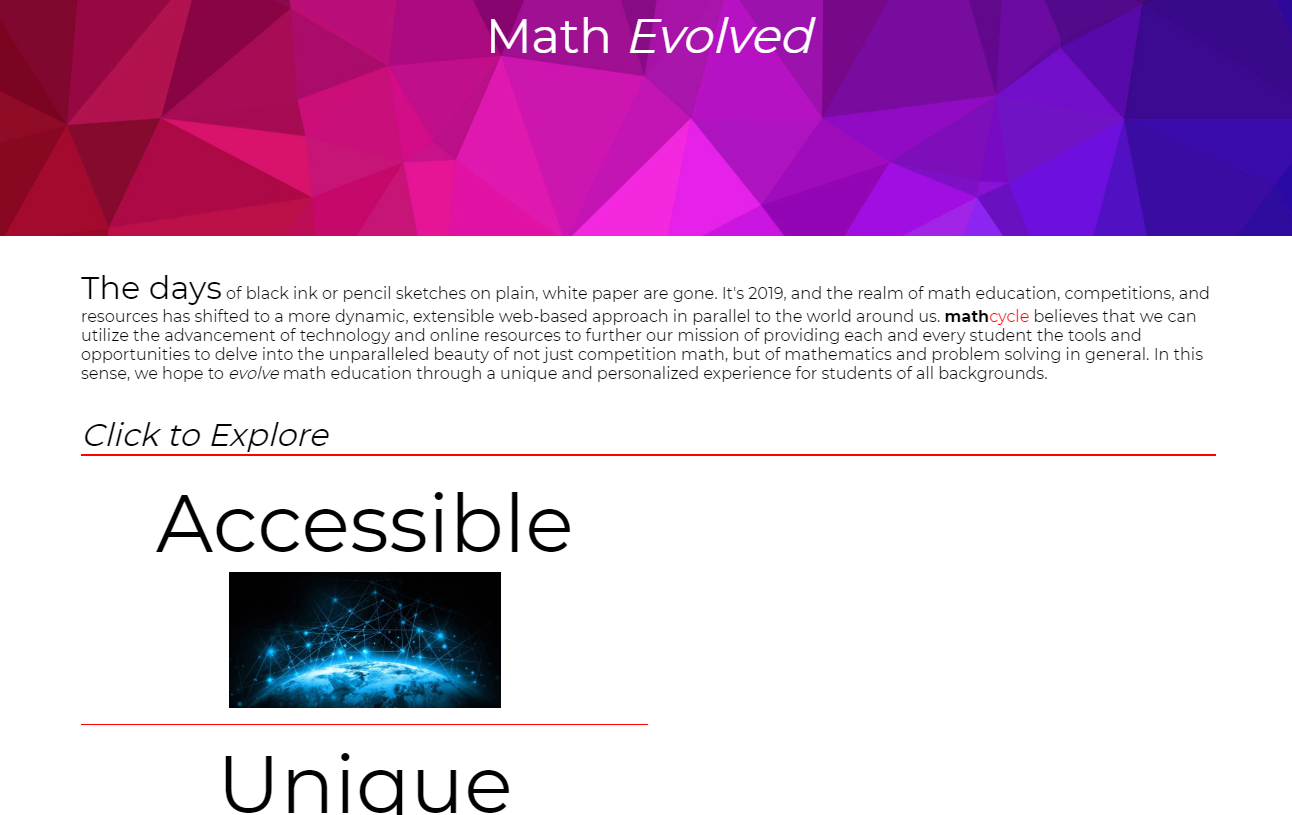 Math Evolved
The days of black ink or pencil sketches on plain, white paper are gone. It's 2019, and the realm of math education, competitions, and
resources has shifted to a more dynamic, extensible web-based approach in parallel to the world around us. mathcycle believes that we can
utilize the advancement of technology and online resources to further our mission of providing each and every student the tools and
opportunities to delve into the unparalleled beauty of not just competition math, but of mathematics and problem solving in general. In this
sense, we hope to evolve math education through a unique and personalized experience for students of all backgrounds.
Click to Explore
Accessible
Unique